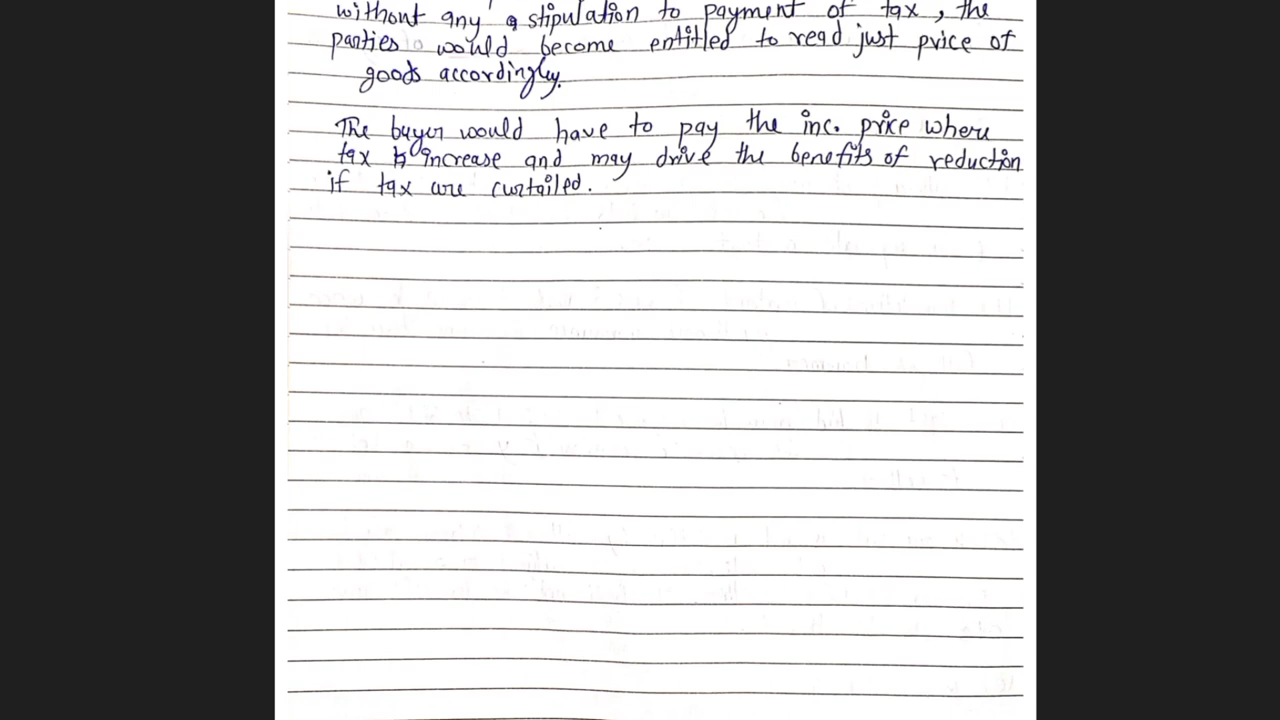 without any a stipulation to payment of tax, the
parties would become entitled to read just price of
goods accordingly.
The buyer would have to pay the inc. price where
tax is increase and may drive the benefits of reduction
if tax are curtailed.